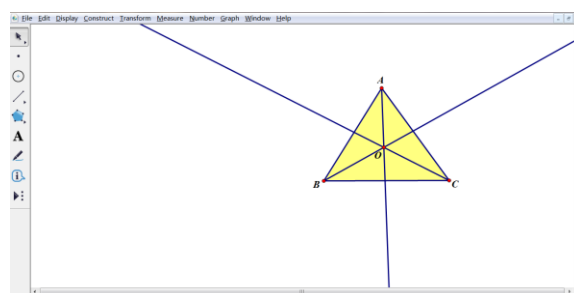 File Edit Display Construct Transform Measure Number Graph Window Help
A
A
O
B
C